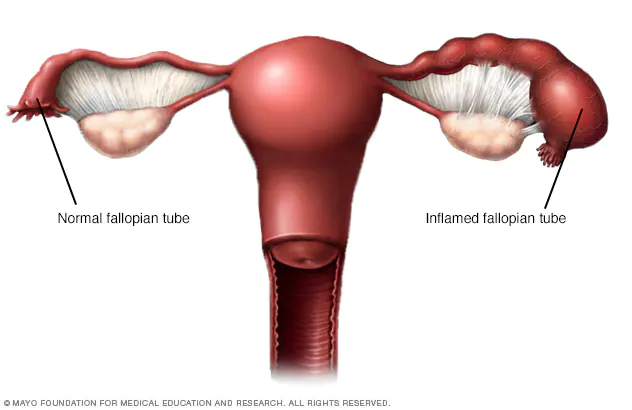 Normal fallopian tube
Inflamed fallopian tube
© MAYO FOUNDATION FOR MEDICAL EDUCATION AND RESEARCH. ALL RIGHTS RESERVED.